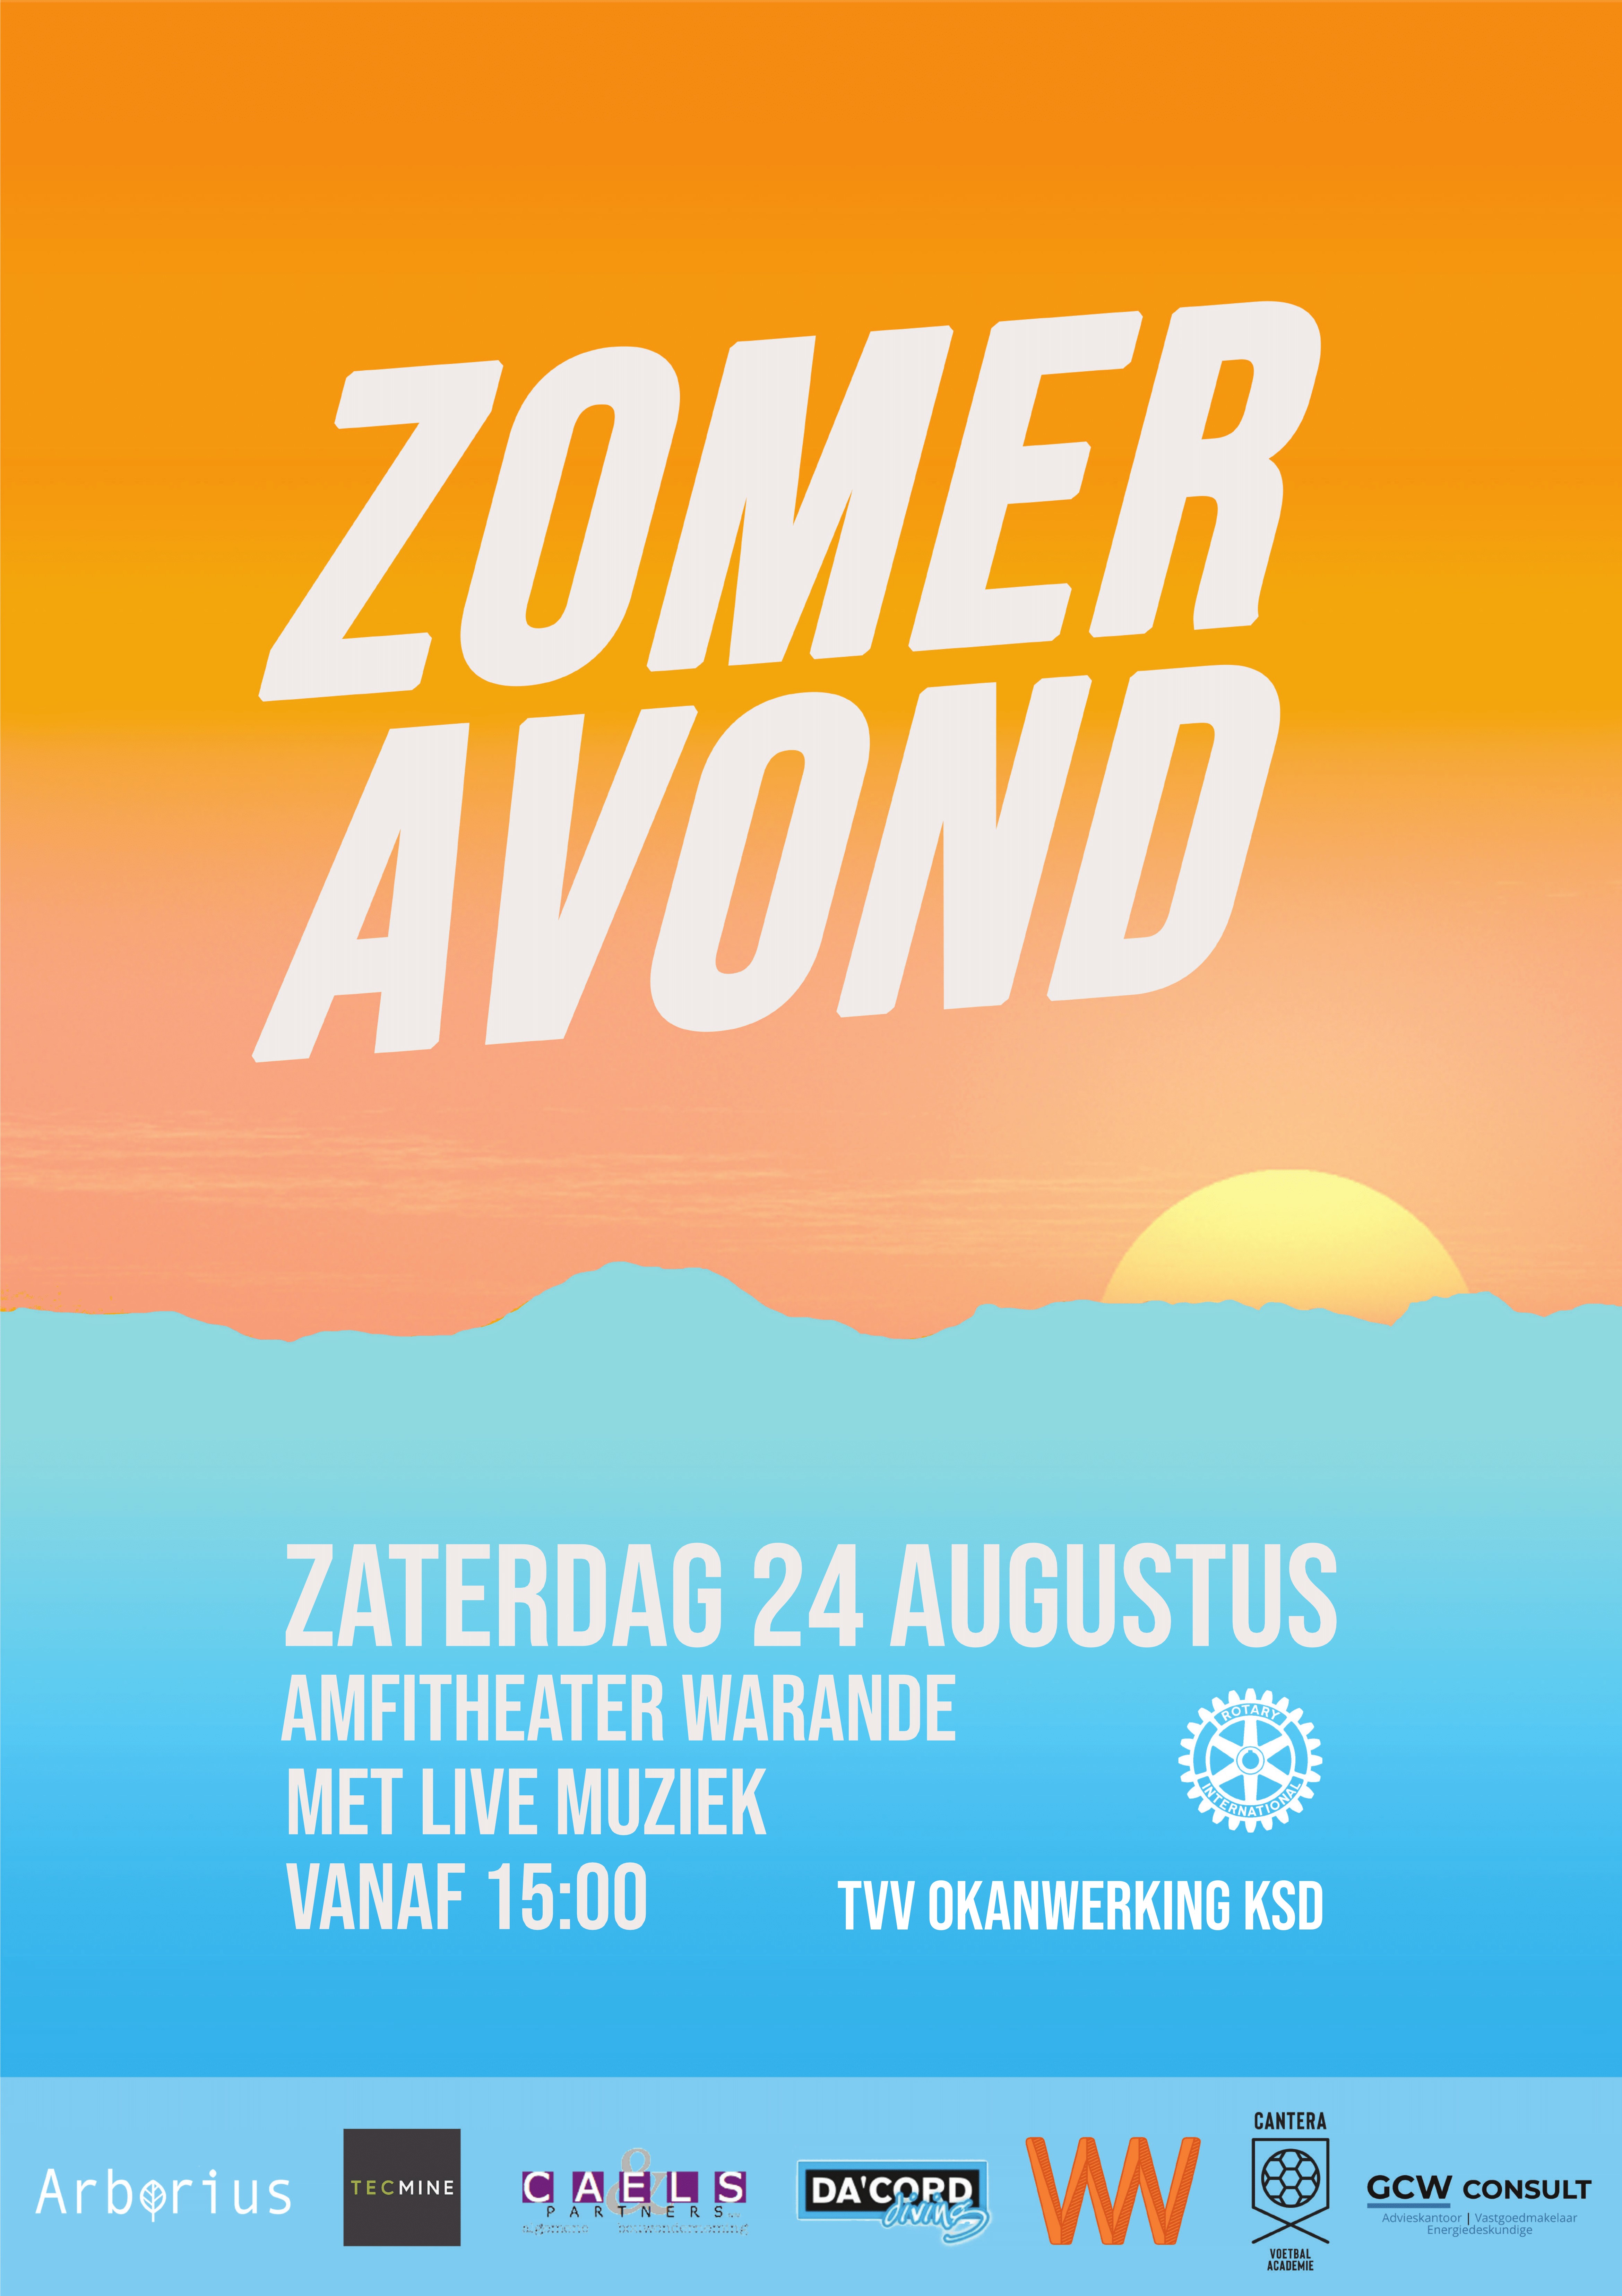 ZOMER
AVOND
ZATERDAG 24 AUGUSTUS
AMFITHEATER WARANDE
MET LIVE MUZIEK
VANAF 15:00
ROTARY
INTERNATIONAL
TVV OKANWERKING KSD
Arborius
TECMINE
CAELS
&
PARTNERS
DA'CORD
diving
W
CANTERA
VOETBAL
ACADEMIE
GCW CONSULT
Advieskantoor | Vastgoedmakelaar
Energiedeskundige